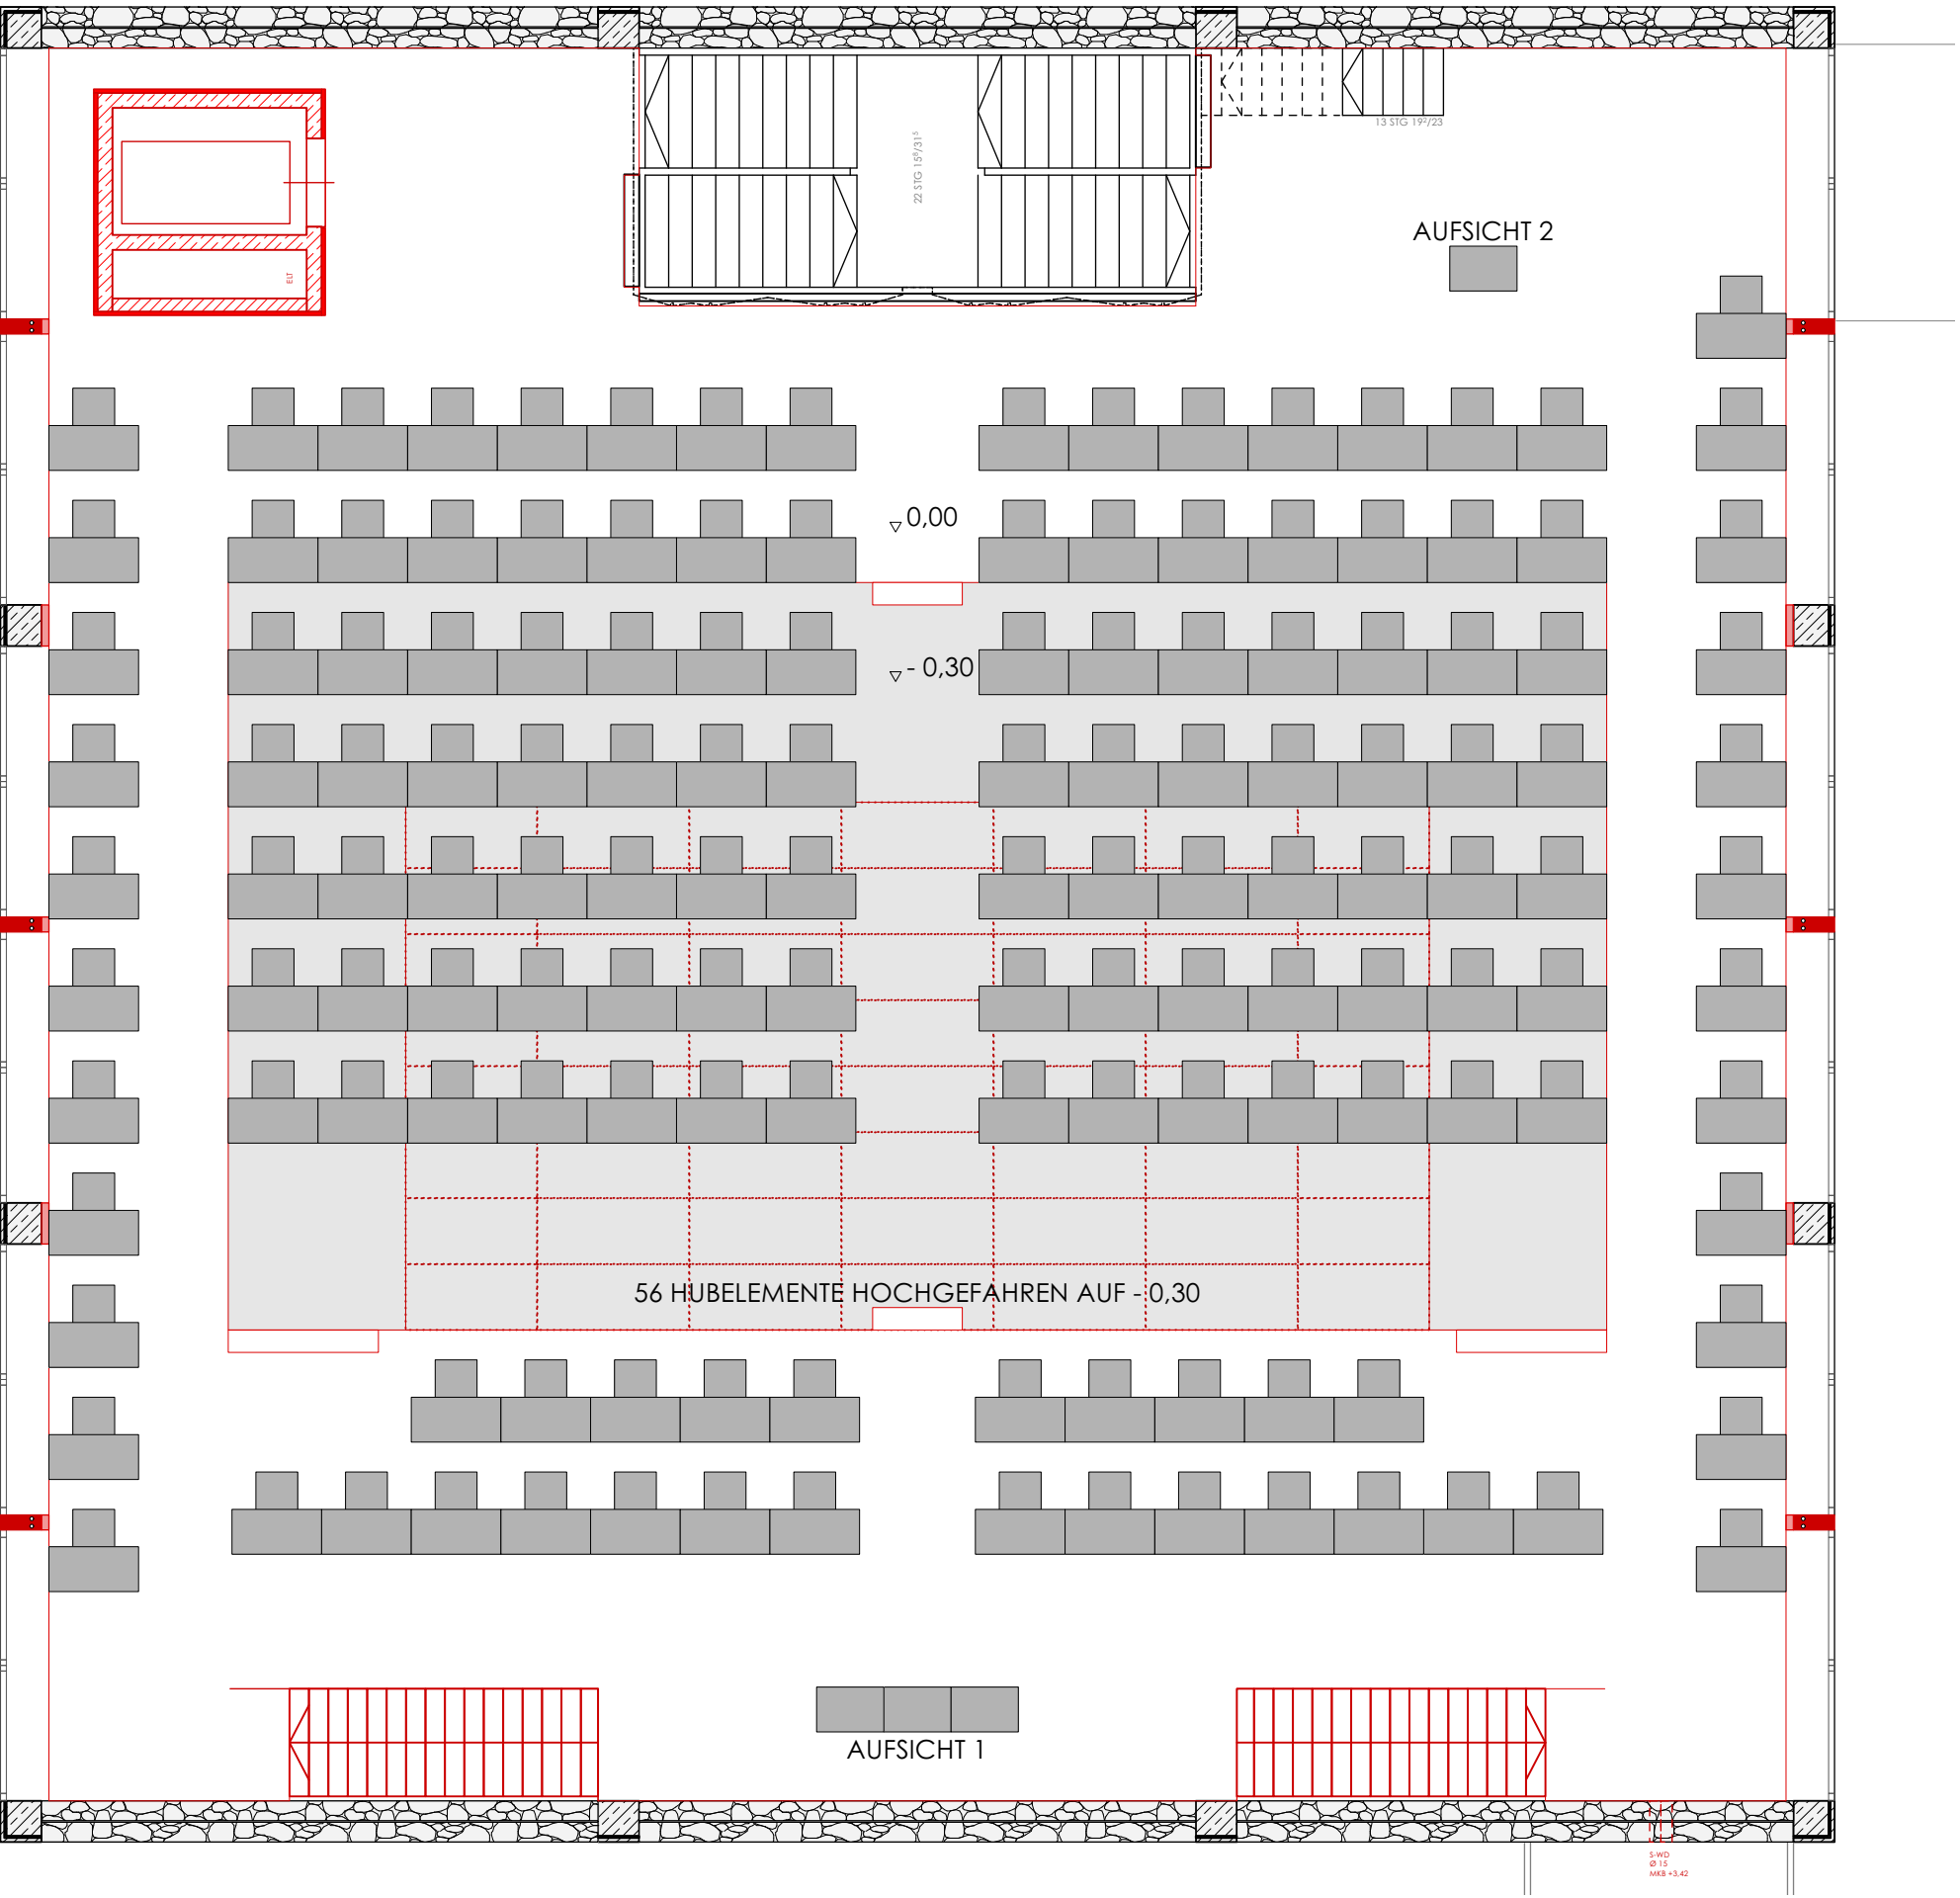 13 STG 19²/23
22 STG 15⁸/31⁵
AUFSICHT 2
ELT
0,00
- 0,30
56 HUBELEMENTE HOCHGEFAHREN AUF - 0,30
AUFSICHT 1
S-WD
Ø 15
MKB +3,42